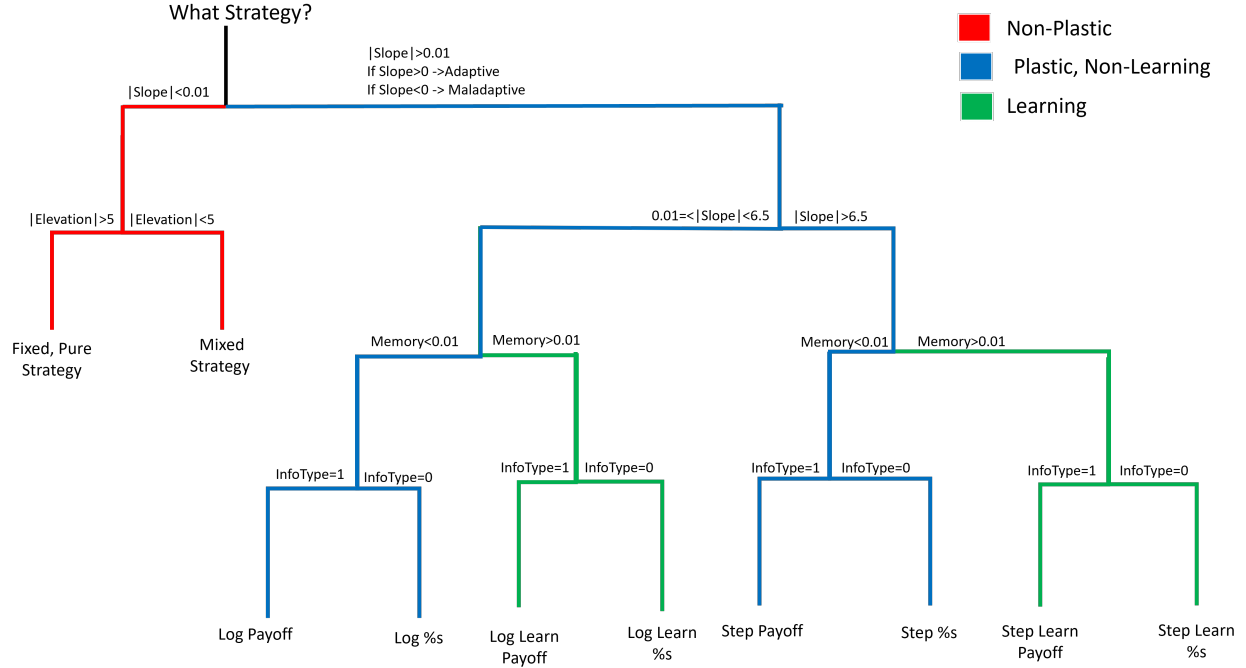 What Strategy?
Non-Plastic
Plastic, Non-Learning
Learning
|Slope|>0.01
If Slope>0 ->Adaptive
If Slope<0 -> Maladaptive
|Slope|<0.01
|Elevation|>5
|Elevation|<5
0.01=<|Slope|<6.5
|Slope|>6.5
Fixed, Pure
Strategy
Mixed
Strategy
Memory<0.01
Memory>0.01
Memory<0.01
Memory>0.01
InfoType=1
InfoType=0
InfoType=1
InfoType=0
InfoType=1
InfoType=0
InfoType=1
InfoType=0
Log Payoff
Log %s
Log Learn
Payoff
Log Learn
%s
Step Payoff
Step %s
Step Learn
Payoff
Step Learn
%s